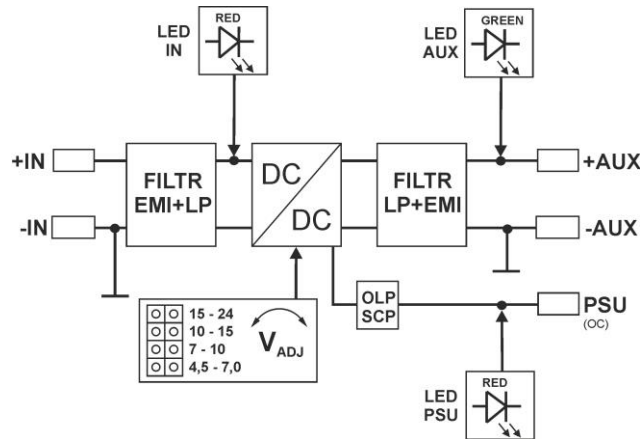 LED
IN
RED
LED
AUX
GREEN
+IN
-IN
FILTR
EMI+LP
DC
DC
FILTR
LP+EMI
+AUX
-AUX
OLP
SCP
PSU
(OC)
15 - 24
10 - 15
7 - 10
4,5 - 7,0
VADJ
LED
PSU
RED